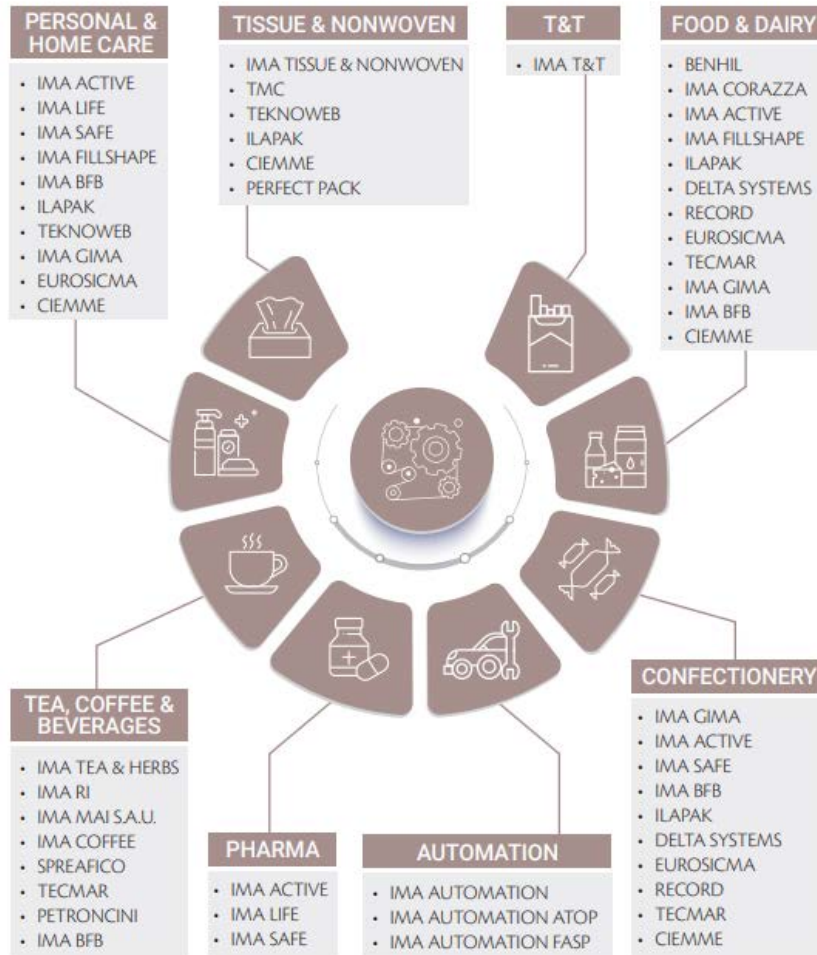 PERSONAL &
HOME CARE
• IMA ACTIVE
• IMA LIFE
• IMA SAFE
• IMA FILLSHAPE
• IMA BFB
• ILAPAK
• TEKNOWEB
• IMA GIMA
• EUROSICMA
• CIEMME
TISSUE & NONWOVEN
• IMA TISSUE & NONWOVEN
• TMC
• TEKNOWEB
• ILAPAK
• CIEMME
• PERFECT PACK
T&T
• IMA T&T
FOOD & DAIRY
• BENHIL
• IMA CORAZZA
• IMA ACTIVE
• IMA FILLSHAPE
• ILAPAK
• DELTA SYSTEMS
• RECORD
• EUROSICMA
• TECMAR
• IMA GIMA
• IMA BFB
• CIEMME
TEA, COFFEE &
BEVERAGES
• IMA TEA & HERBS
• IMA RI
• IMA MAI S.A.U.
• IMA COFFEE
• SPREAFICO
• TECMAR
• PETRONCINI
• IMA BFB
PHARMA
• IMA ACTIVE
• IMA LIFE
• IMA SAFE
AUTOMATION
• IMA AUTOMATION
• IMA AUTOMATION ATOP
• IMA AUTOMATION FASP
CONFECTIONERY
• IMA GIMA
• IMA ACTIVE
• IMA SAFE
• IMA BFB
• ILAPAK
• DELTA SYSTEMS
• EUROSICMA
• RECORD
• TECMAR
• CIEMME